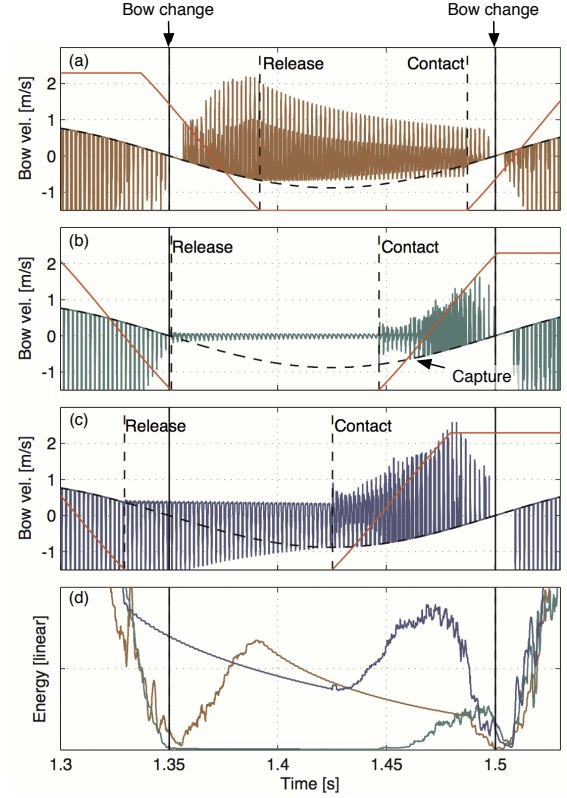 Bow change Bow change
(a)
Release Contact
Bow vel. [m/s]
2
1
0
-1
(b)
Release Contact
Bow vel. [m/s]
2
1
0
-1
Capture
(c)
Release Contact
Bow vel. [m/s]
2
1
0
-1
(d)
Energy [linear]
1.3 1.35 1.4 1.45 1.5
Time [s]